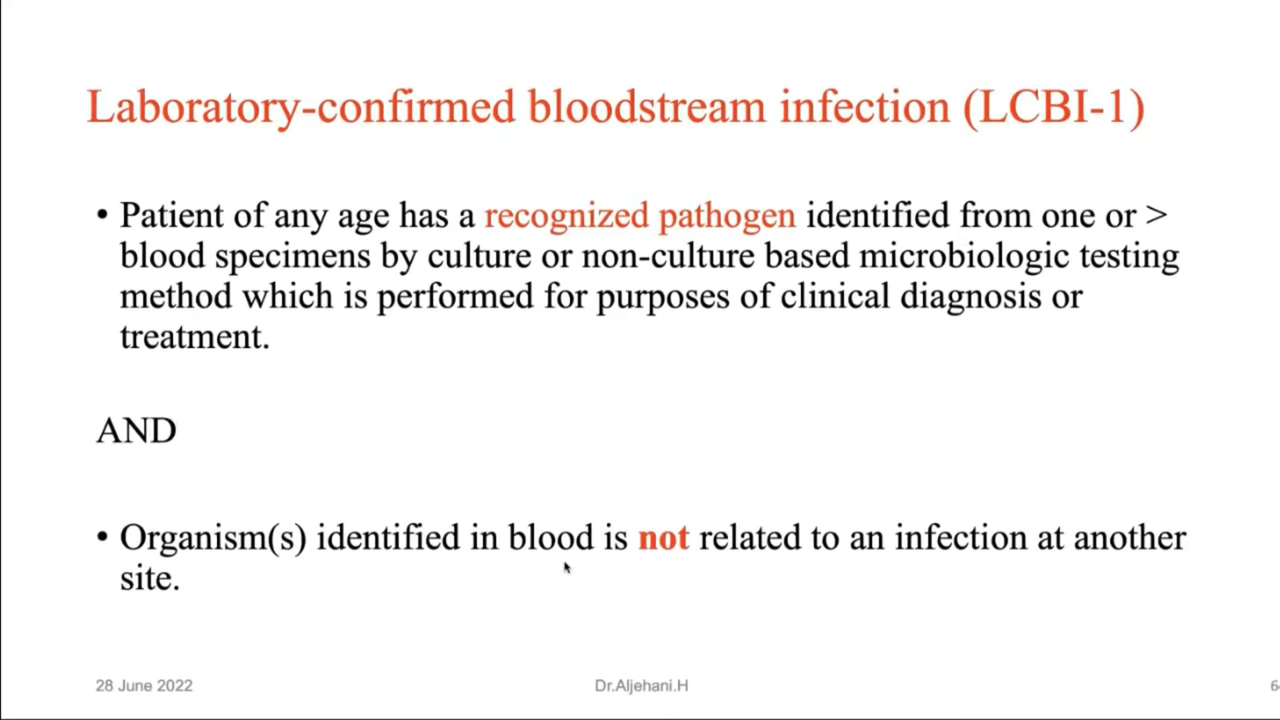 Laboratory-confirmed bloodstream infection (LCBI-1)
• Patient of any age has a recognized pathogen identified from one or >
blood specimens by culture or non-culture based microbiologic testing
method which is performed for purposes of clinical diagnosis or
treatment.
AND
• Organism(s) identified in blood is not related to an infection at another
site.
28 June 2022
Dr.Aljehani.H